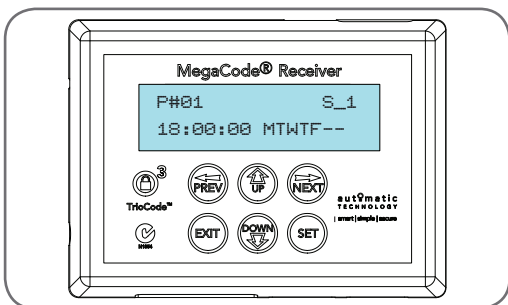 MegaCode® Receiver
P#01 S_1
18:00:00 MTWTF--
3
PREV UP NEXT
TrioCode™
automatic
TECHNOLOGY
| smart | simple | secure
EXIT DOWN SET